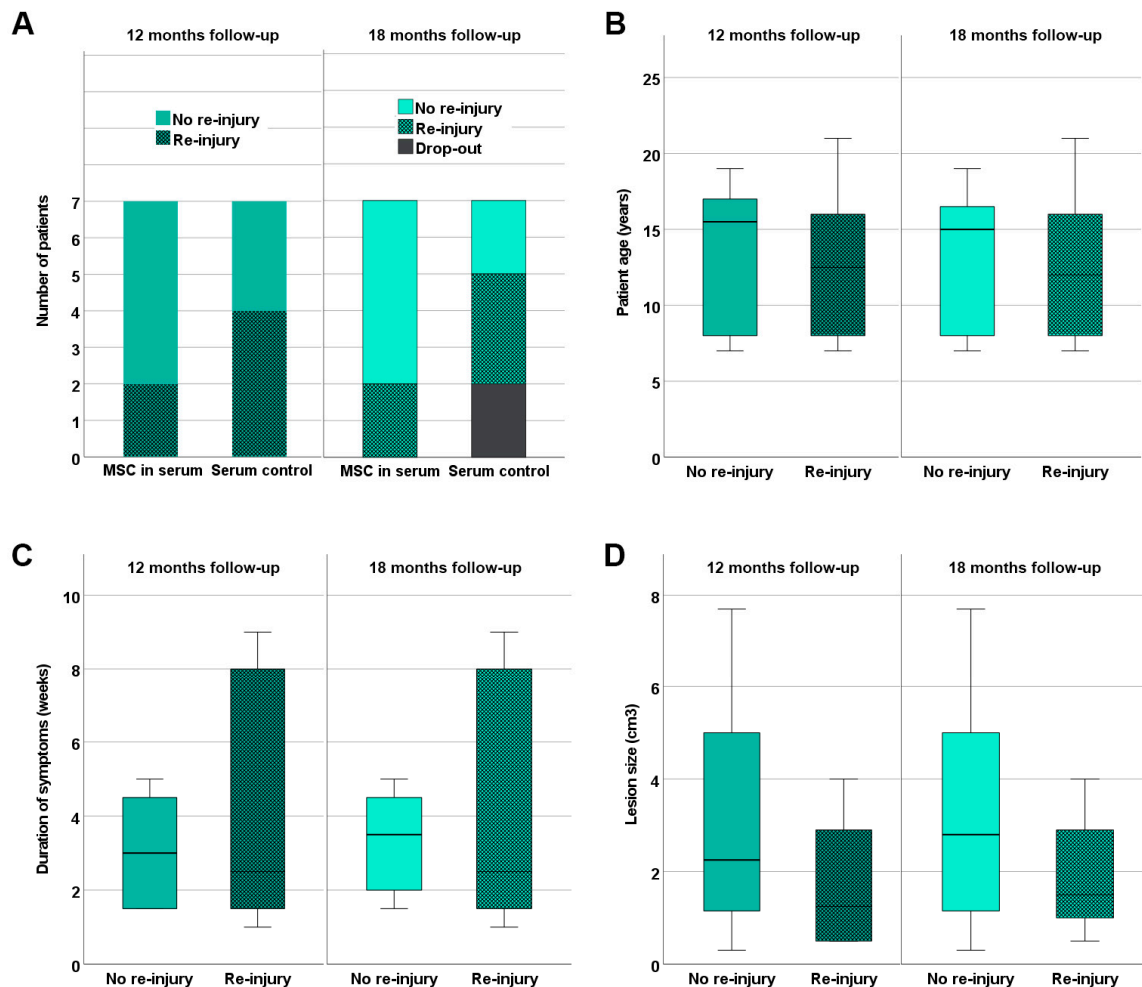 A
12 months follow-up
18 months follow-up
No re-injury
Re-injury
No re-injury
Re-injury
Drop-out
Number of patients
7
6
5
4
3
2
1
0
MSC in serum
Serum control
MSC in serum
Serum control
B
12 months follow-up
18 months follow-up
Patient age (years)
25
20
15
10
5
0
No re-injury
Re-injury
No re-injury
Re-injury
C
12 months follow-up
18 months follow-up
Duration of symptoms (weeks)
10
8
6
4
2
0
No re-injury
Re-injury
No re-injury
Re-injury
D
12 months follow-up
18 months follow-up
Lesion size (cm3)
8
6
4
2
0
No re-injury
Re-injury
No re-injury
Re-injury